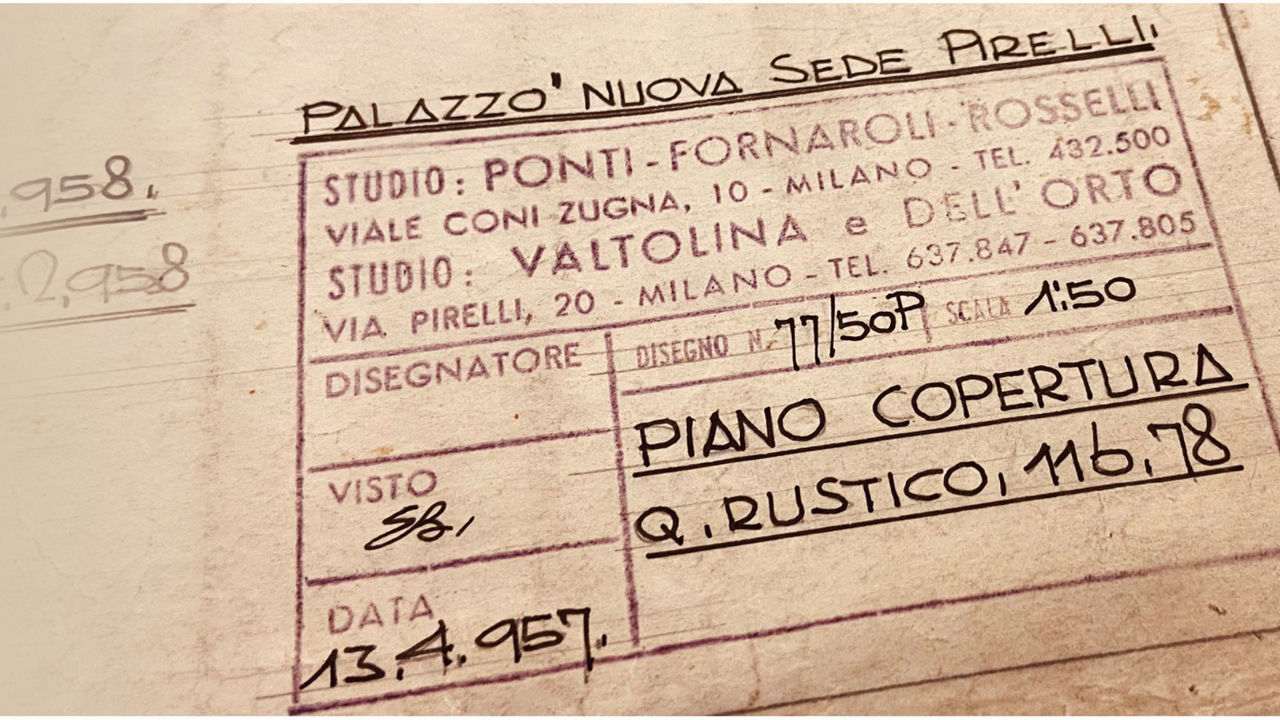 PALAZZO' NUOVA SEDE PIRELLI.
STUDIO: PONTI - FORNAROLI - ROSSELLI
VIALE CONI ZUGNA, 10 - MILANO - TEL. 432.500
STUDIO: VALTOLINA e DELL'ORTO
VIA PIRELLI, 20 - MILANO - TEL. 637.847 - 637.805
DISEGNATORE
DISEGNO N. 77/50P SCALA 1:50
PIANO COPERTURA
Q. RUSTICO, 116,78
VISTO
DATA
13.4.957.
.958.
.2.958